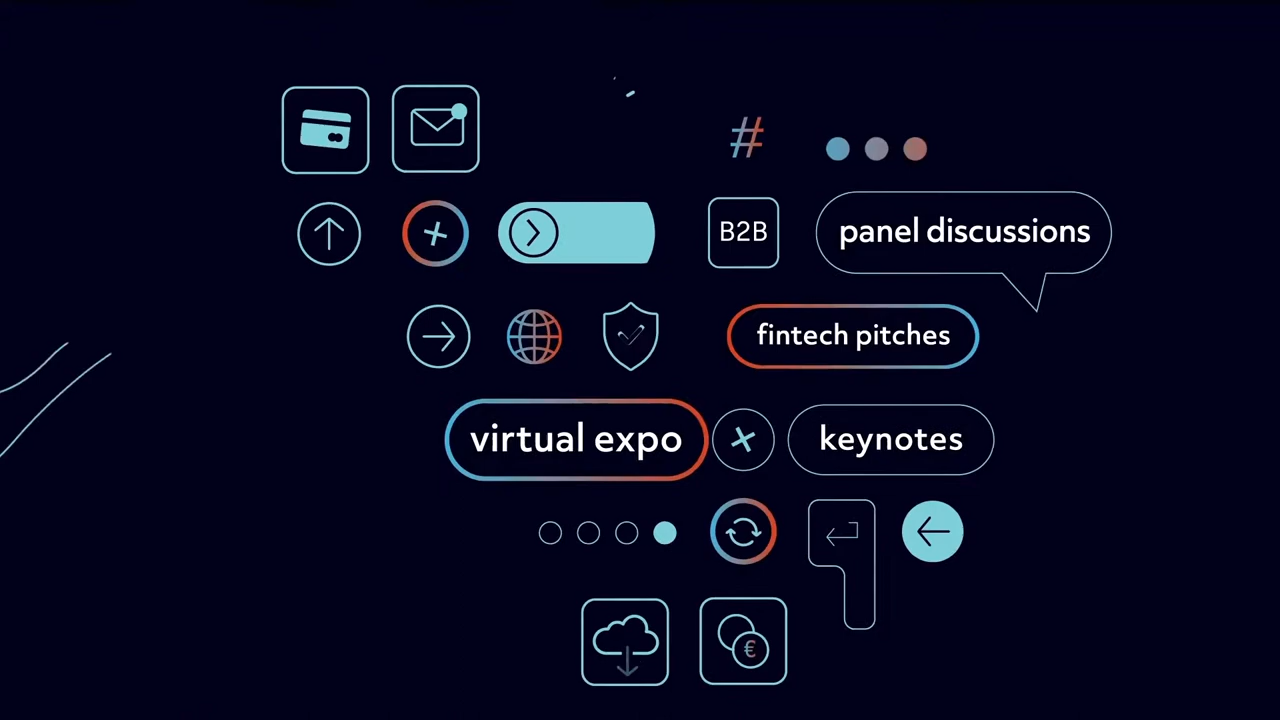 #
B2B
panel discussions
fintech pitches
virtual expo
keynotes
€